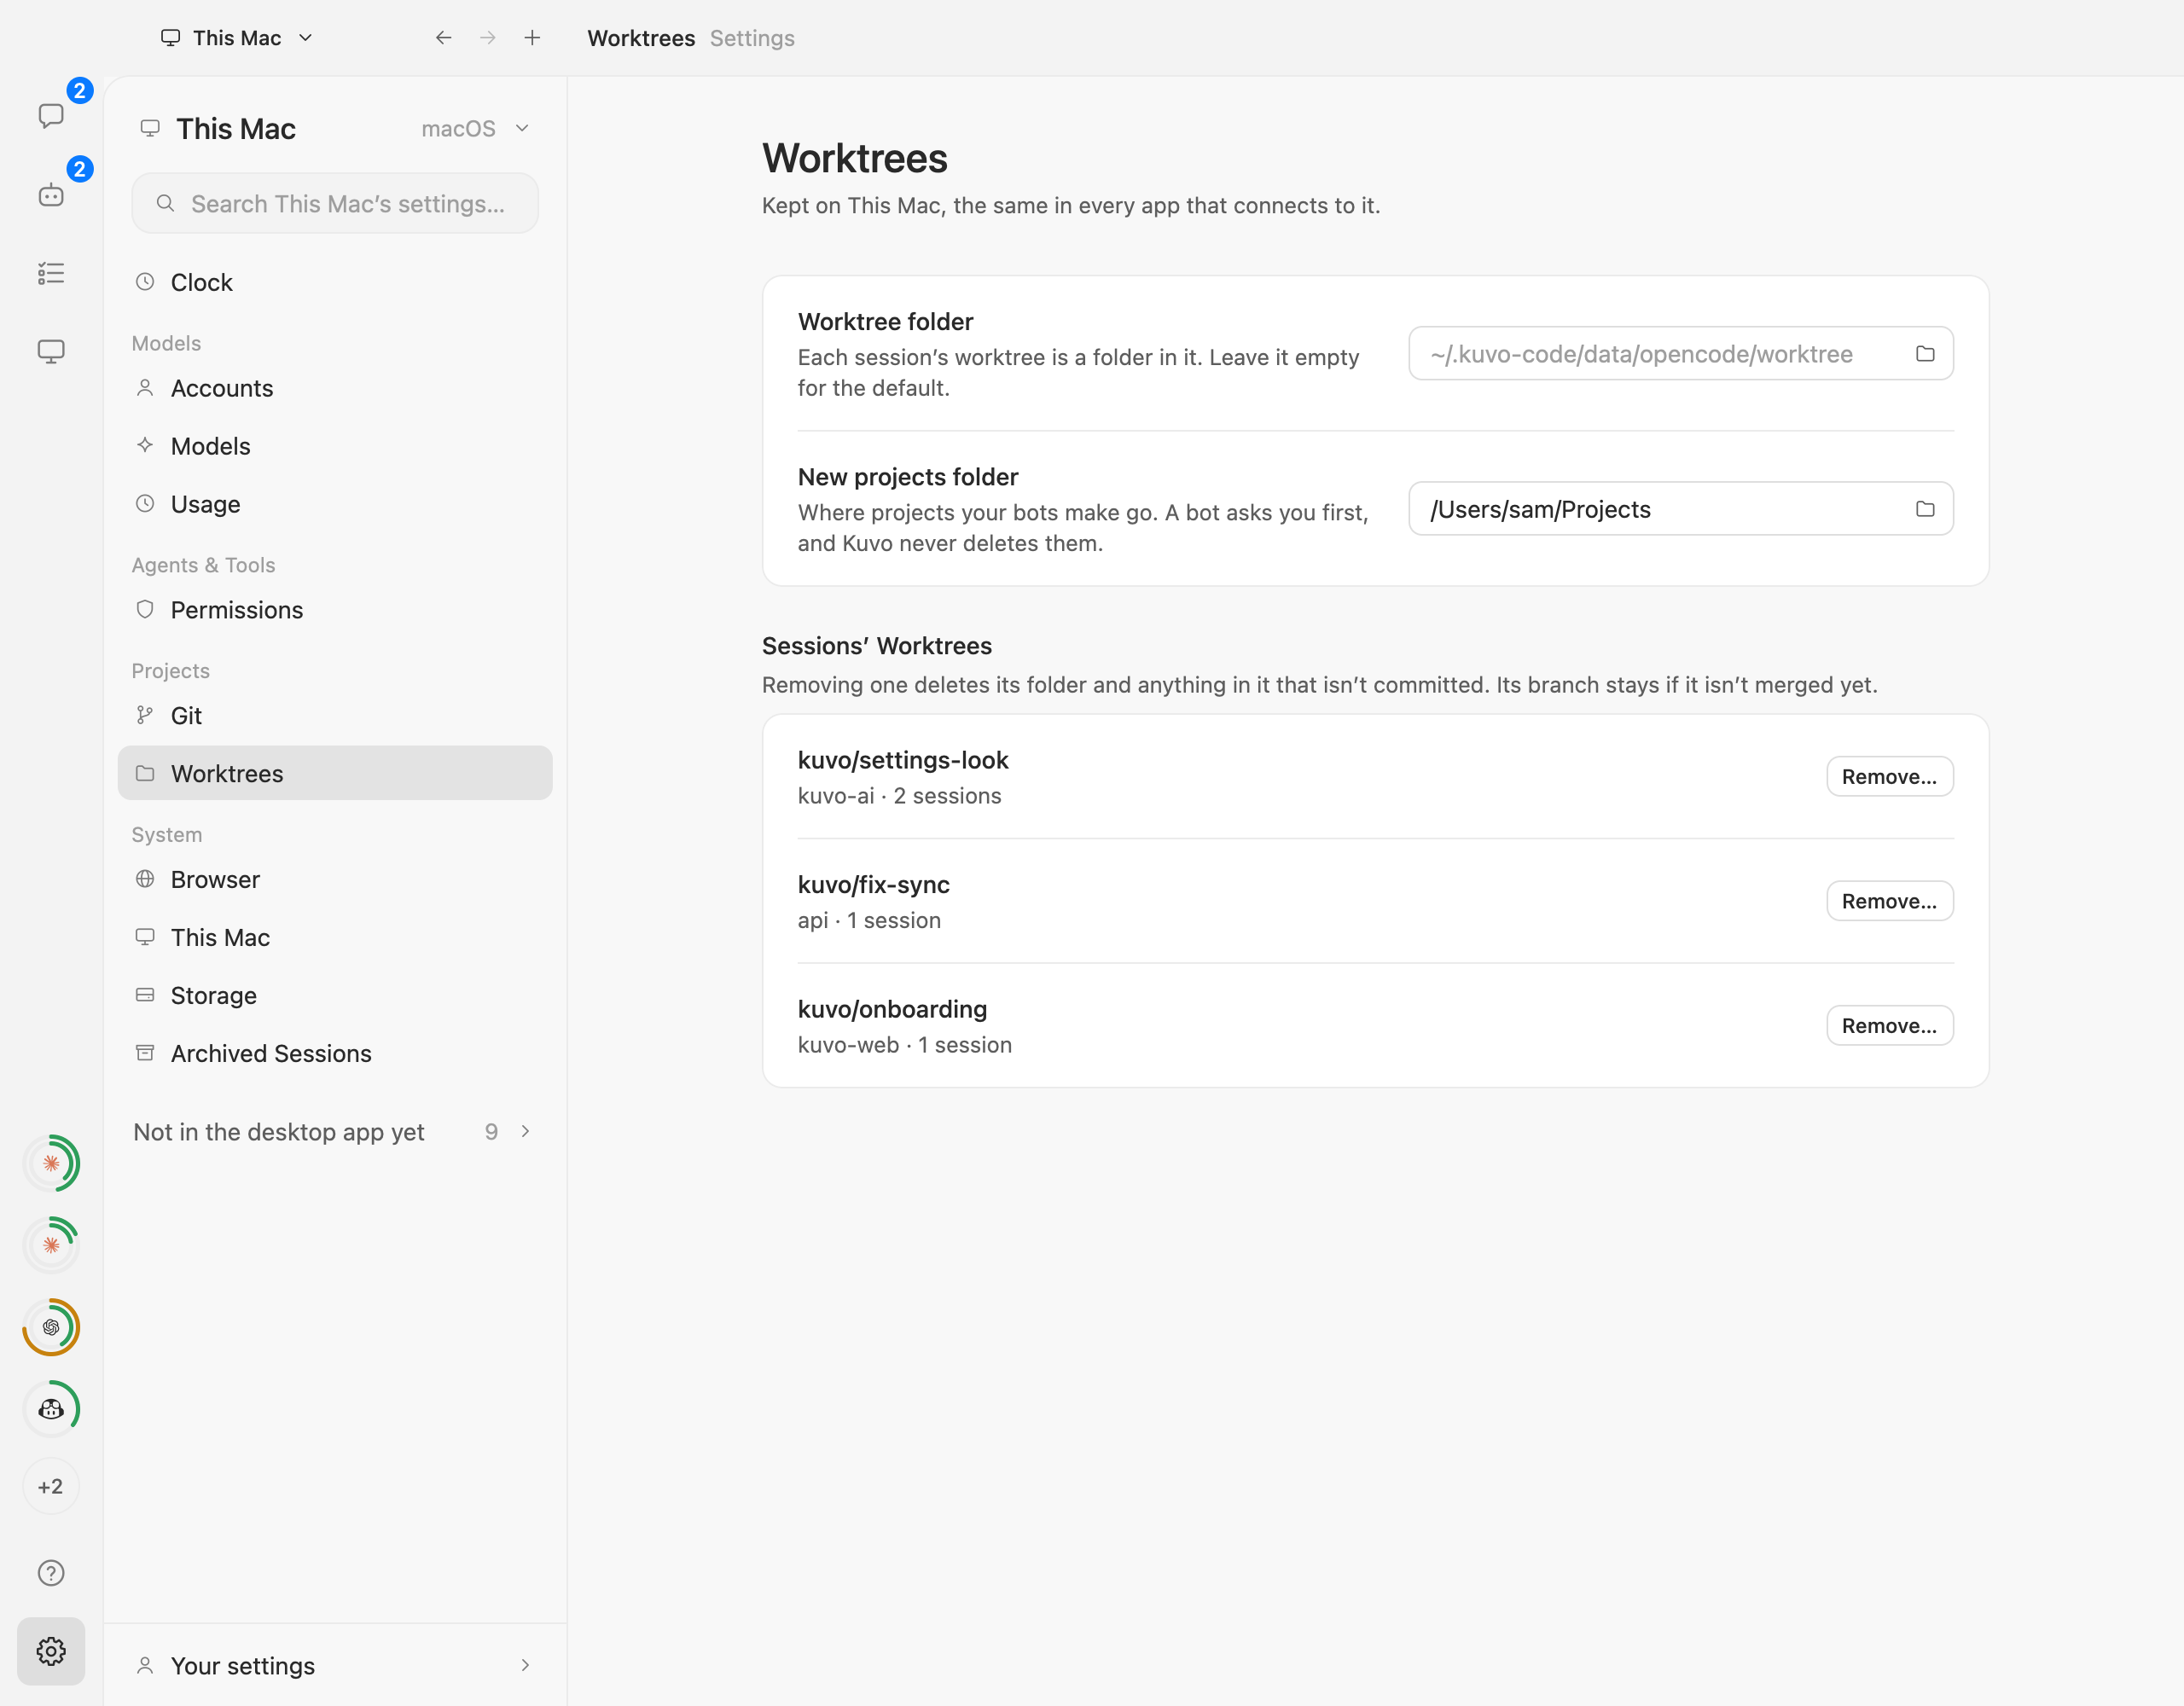 This Mac
Worktrees Settings
2
2
This Mac macOS
Search This Mac’s settings...
Clock
Models
Accounts
Models
Usage
Agents & Tools
Permissions
Projects
Git
Worktrees
System
Browser
This Mac
Storage
Archived Sessions
Not in the desktop app yet 9
+2
Your settings
Worktrees
Kept on This Mac, the same in every app that connects to it.
Worktree folder
Each session’s worktree is a folder in it. Leave it empty
for the default.
~/.kuvo-code/data/opencode/worktree
New projects folder
Where projects your bots make go. A bot asks you first,
and Kuvo never deletes them.
/Users/sam/Projects
Sessions’ Worktrees
Removing one deletes its folder and anything in it that isn’t committed. Its branch stays if it isn’t merged yet.
kuvo/settings-look
kuvo-ai · 2 sessions
Remove...
kuvo/fix-sync
api · 1 session
Remove...
kuvo/onboarding
kuvo-web · 1 session
Remove...